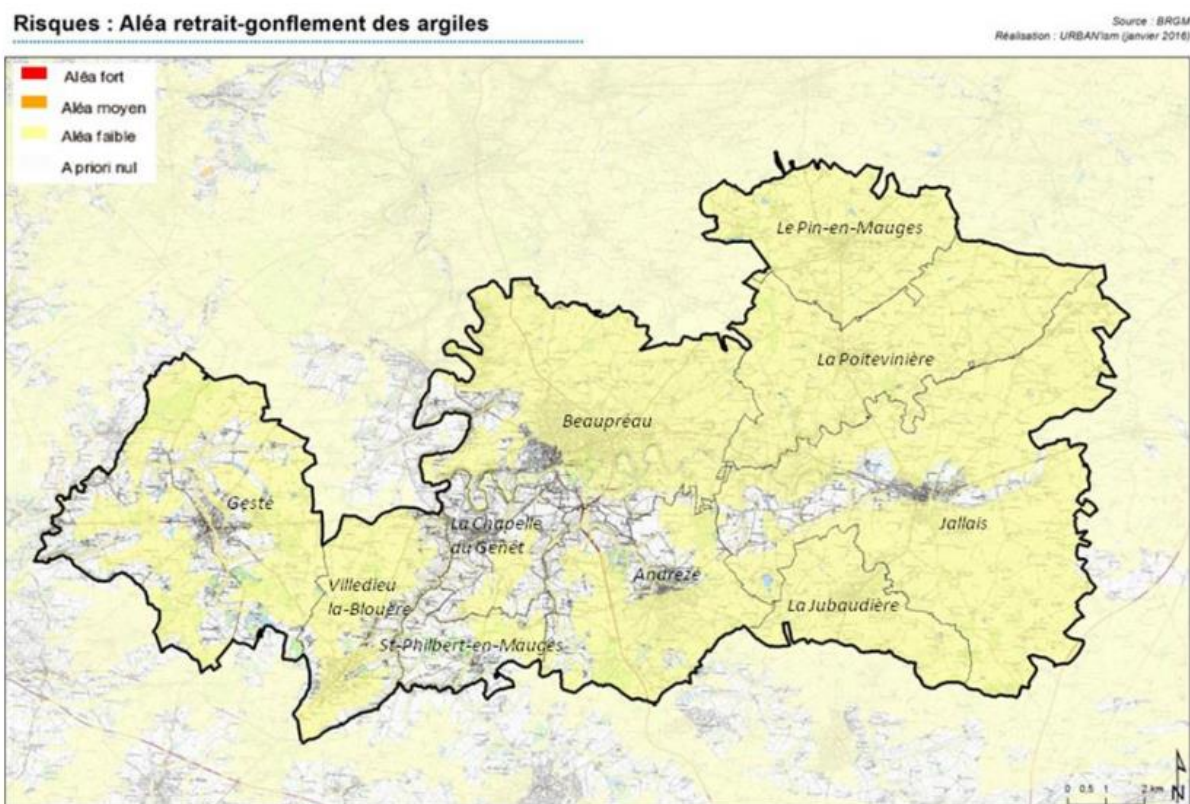 Risques : Aléa retrait-gonflement des argiles
Source : BRGM
Réalisation : URBAN'ism (janvier 2016)
Aléa fort
Aléa moyen
Aléa faible
A priori nul
Le Pin-en-Mauges
La Poitevinière
Beaupréau
Gesté
La Chapelle
du Genêt
Jallais
Villedieu
la-Blouère
Andrezé
La Jubaudière
St-Philbert-en-Mauges
0 0,5 1 2 km
N